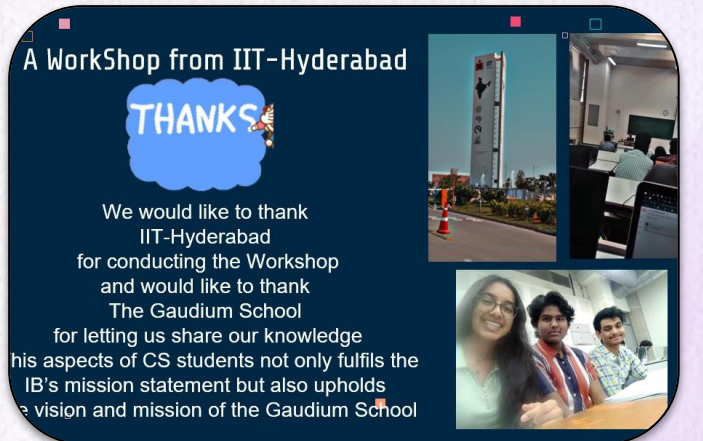 A WorkShop from IIT-Hyderabad
THANKS
We would like to thank
IIT-Hyderabad
for conducting the Workshop
and would like to thank
The Gaudium School
for letting us share our knowledge
his aspects of CS students not only fulfils the
IB's mission statement but also upholds
e vision and mission of the Gaudium School